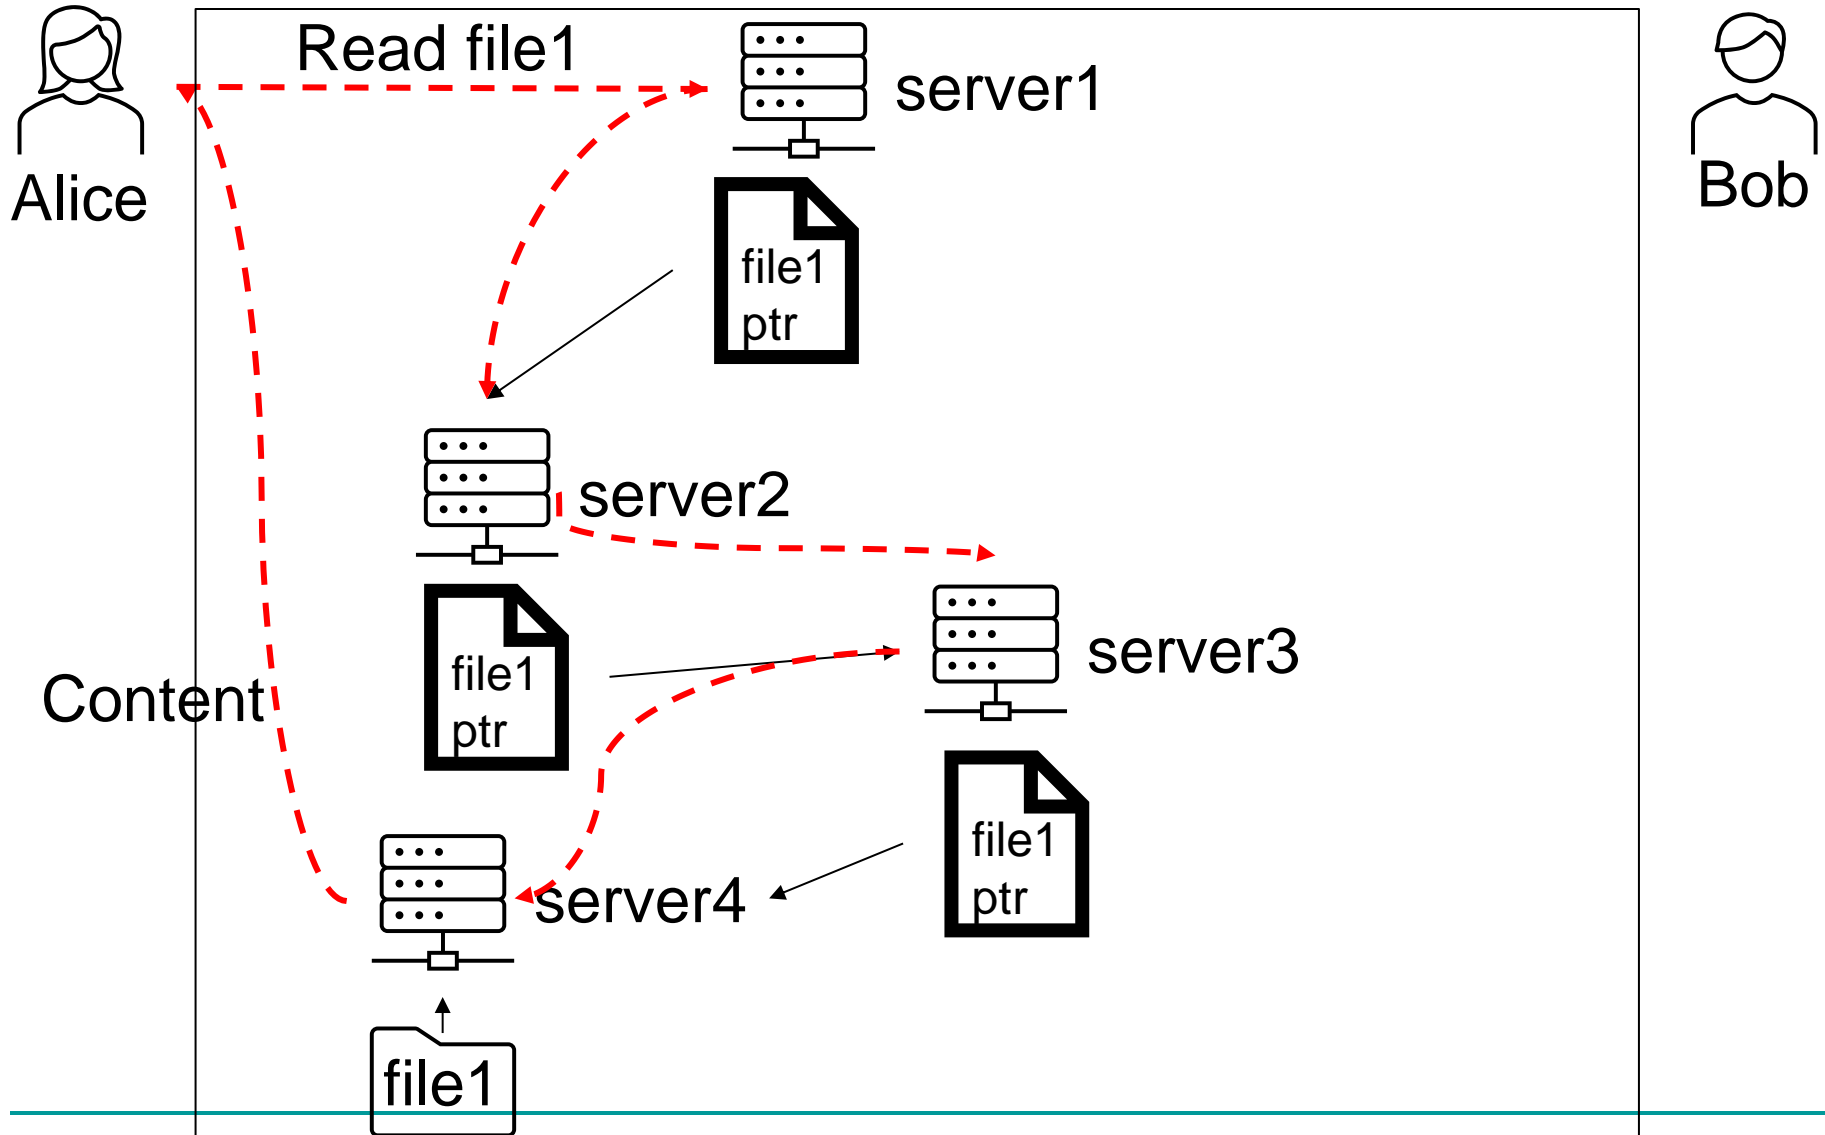 Read file1
server1
Alice
Bob
file1
ptr
server2
server3
file1
ptr
Content
file1
ptr
server4
file1